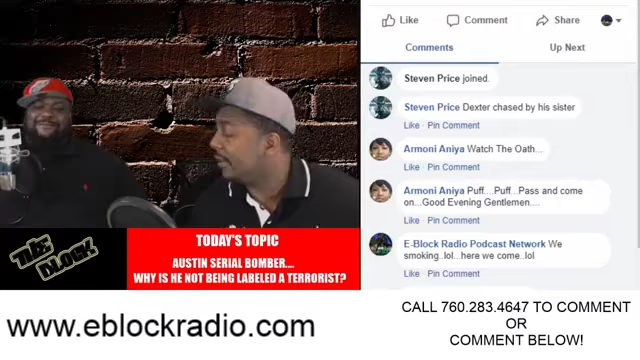 Like Comment Share
Comments Up Next
Steven Price joined.
Steven Price Dexter chased by his sister
Like · Pin Comment
Armoni Aniya Watch The Oath...
Like · Pin Comment
Armoni Aniya Puff....Puff...Pass and come
on...Good Evening Gentlemen....
Like · Pin Comment
E-Block Radio Podcast Network We
smoking..lol...here we come..lol
Like · Pin Comment
THE BLOCK
TODAY'S TOPIC
AUSTIN SERIAL BOMBER....
WHY IS HE NOT BEING LABELED A TERRORIST?
www.eblockradio.com
CALL 760.283.4647 TO COMMENT
OR
COMMENT BELOW!